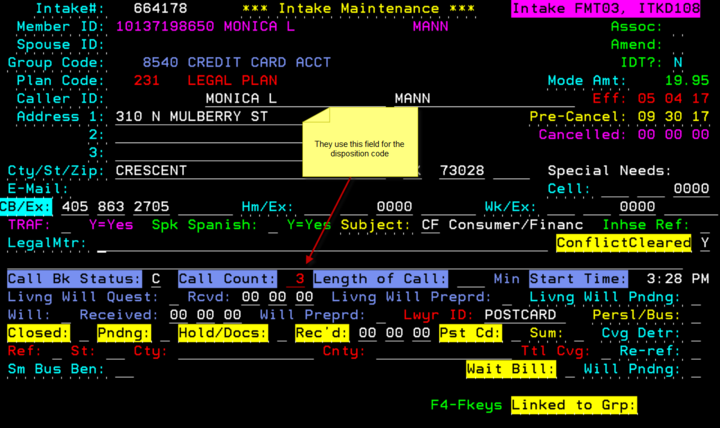 Intake#: 664178 *** Intake Maintenance *** Intake FMT03, ITKD108
Member ID: 10137198650 MONICA L MANN Assoc:
Spouse ID: Amend:
Group Code: 8540 CREDIT CARD ACCT IDT?: N
Plan Code: 231 LEGAL PLAN Mode Amt: 19.95
Caller ID: MONICA L MANN Eff: 05 04 17
Address 1: 310 N MULBERRY ST Pre-Cancel: 09 30 17
2: Cancelled: 00 00 00
3:
They use this field for the
disposition code
Cty/St/Zip: CRESCENT 73028 Special Needs:
E-Mail: Cell: 0000
CB/Ex: 405 863 2705 Hm/Ex: 0000 Wk/Ex: 0000
TRAF: Y=Yes Spk Spanish: Y=Yes Subject: CF Consumer/Financ Inhse Ref:
LegalMtr: ConflictCleared Y
Call Bk Status: C Call Count: 3 Length of Call: Min Start Time: 3:28 PM
Livng Will Quest: Rcvd: 00 00 00 Livng Will Preprd: Livng Will Pndng:
Will: Received: 00 00 00 Will Preprd: Lwyr ID: POSTCARD Persl/Bus:
Closed: Pndng: Hold/Docs: Rec'd: 00 00 00 Pst Cd: Sum: Cvg Detr:
Ref: St: Cty: Cnty: Ttl Cvg: Re-ref:
Sm Bus Ben: Wait Bill: Will Pndng:
F4-Fkeys Linked to Grp: